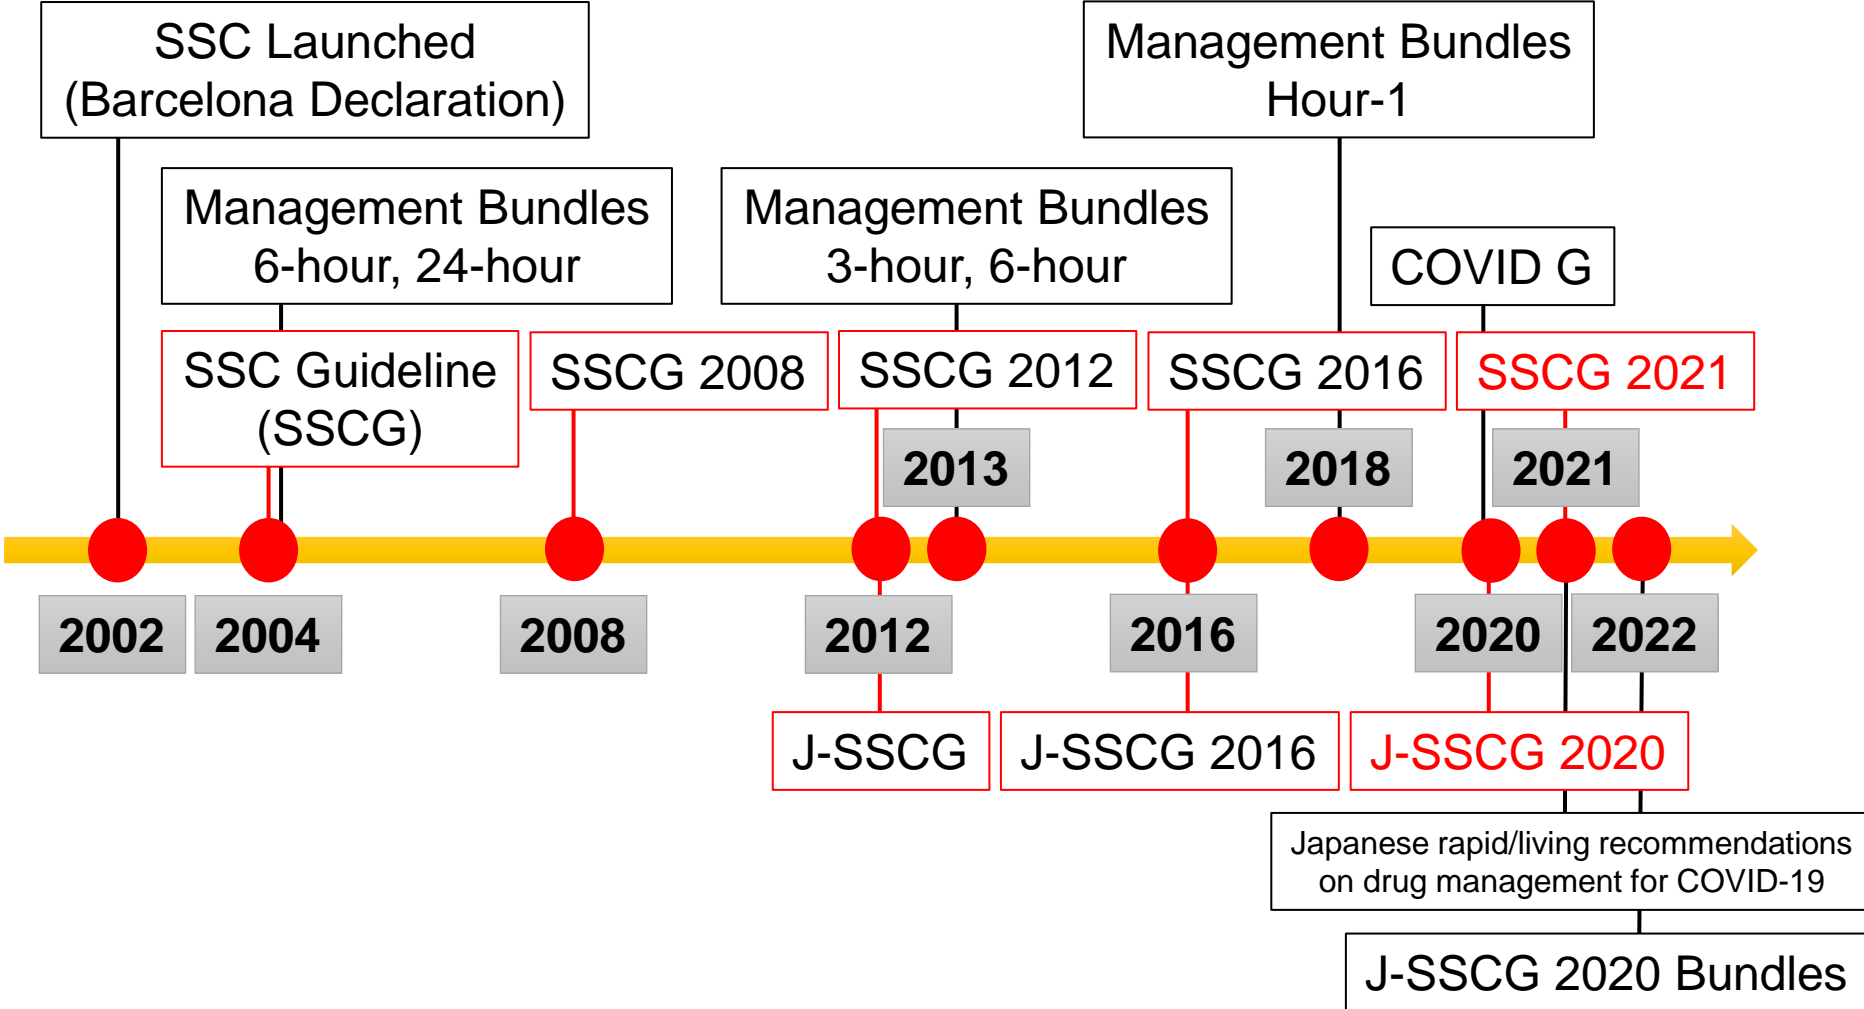 SSC Launched
(Barcelona Declaration)
Management Bundles
Hour-1
Management Bundles
6-hour, 24-hour
Management Bundles
3-hour, 6-hour
COVID G
SSC Guideline
(SSCG)
SSCG 2008
SSCG 2012
SSCG 2016
SSCG 2021
2013
2018
2021
2002
2004
2008
2012
2016
2020
2022
J-SSCG
J-SSCG 2016
J-SSCG 2020
Japanese rapid/living recommendations
on drug management for COVID-19
J-SSCG 2020 Bundles